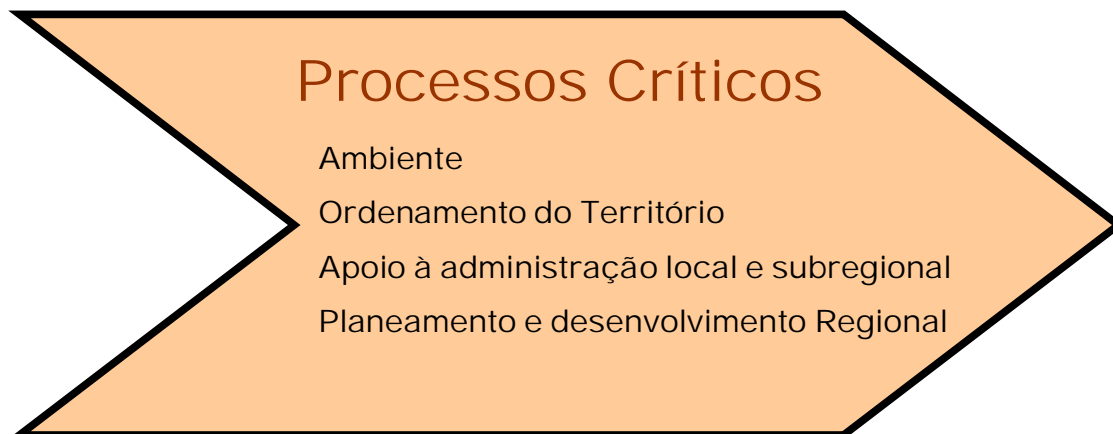 Processos Críticos
Ambiente
Ordenamento do Território
Apoio à administração local e subregional
Planeamento e desenvolvimento Regional